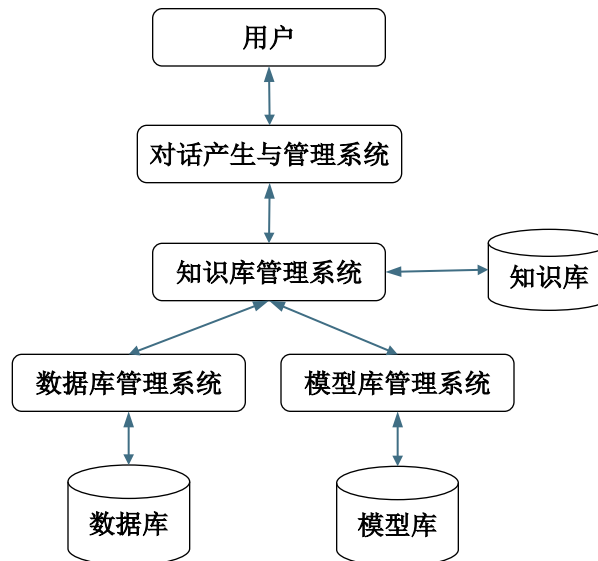 用户
对话产生与管理系统
知识库管理系统
知识库
数据库管理系统
模型库管理系统
数据库
模型库